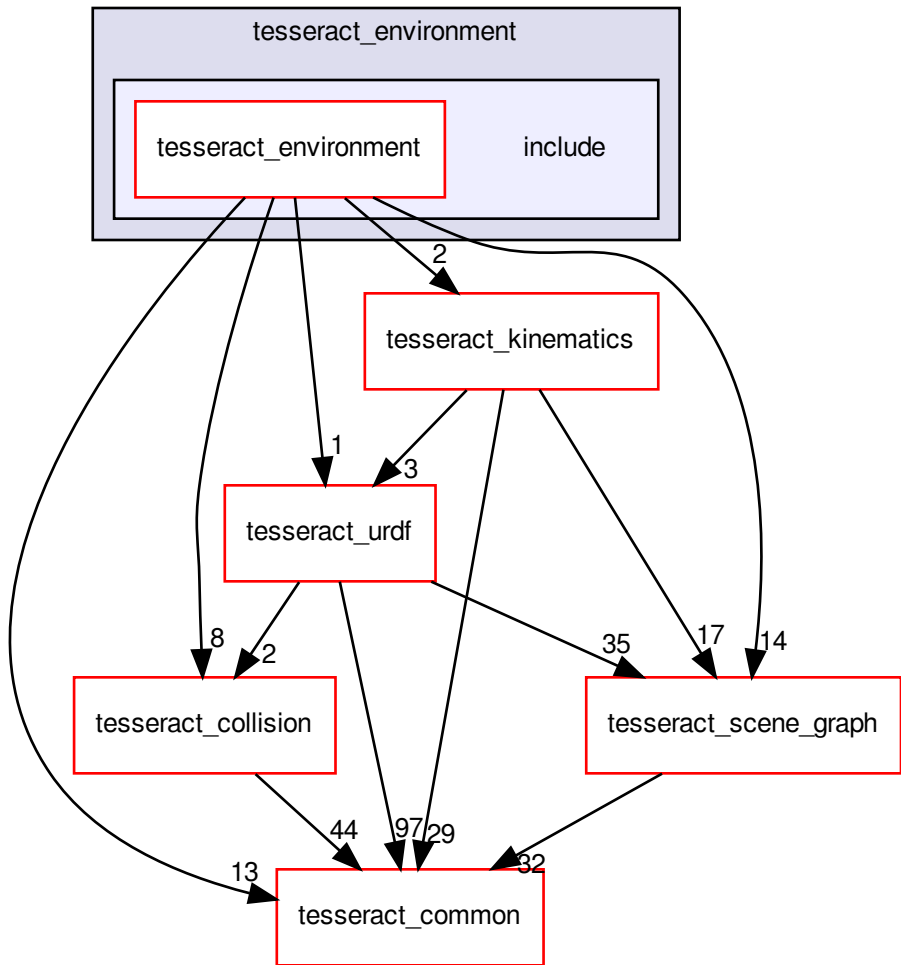 tesseract_environment
tesseract_environment
include
2
tesseract_kinematics
1
3
tesseract_urdf
8
2
35
17
14
tesseract_collision
tesseract_scene_graph
44
97
29
32
13
tesseract_common